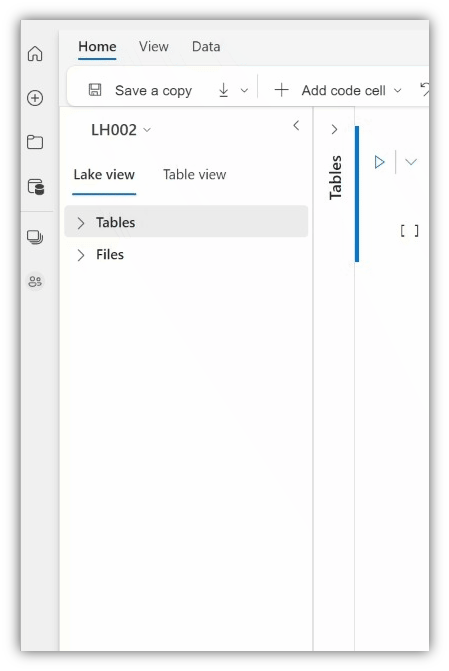 Home View Data
Save a copy Add code cell
LH002
Lake view Table view
Tables
Files
Tables
[ ]